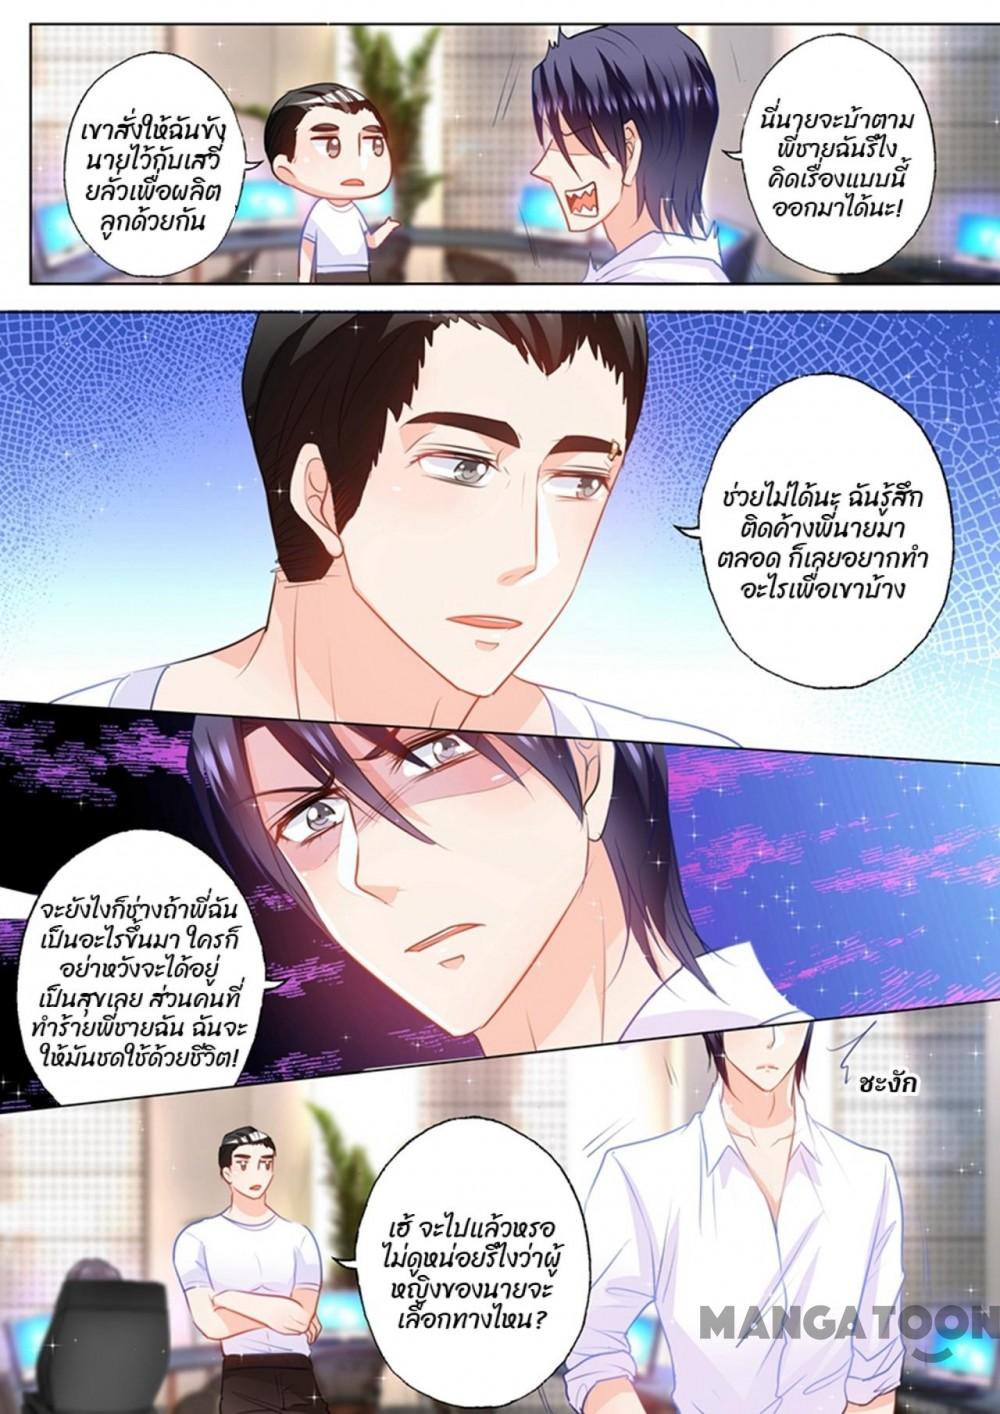 เขาสั่งให้ฉันขัง
นายไว้กับเสวี่
ยลั่วเพื่อผลิต
ลูกด้วยกัน
นี่นายจะบ้าตาม
พี่ชายฉันรึไง
คิดเรื่องแบบนี้
ออกมาได้นะ!
ช่วยไม่ได้นะ ฉันรู้สึก
ติดค้างพี่นายมา
ตลอด ก็เลยอยากทำ
อะไรเพื่อเขาบ้าง
จะยังไงก็ช่างถ้าพี่ฉัน
เป็นอะไรขึ้นมา ใครก็
อย่าหวังจะได้อยู่
เป็นสุขเลย ส่วนคนที่
ทำร้ายพี่ชายฉัน ฉันจะ
ให้มันชดใช้ด้วยชีวิต!
ชะงัก
เฮ้ จะไปแล้วหรอ
ไม่ดูหน่อยรึไงว่าผู้
หญิงของนายจะ
เลือกทางไหน?
MANGATOON